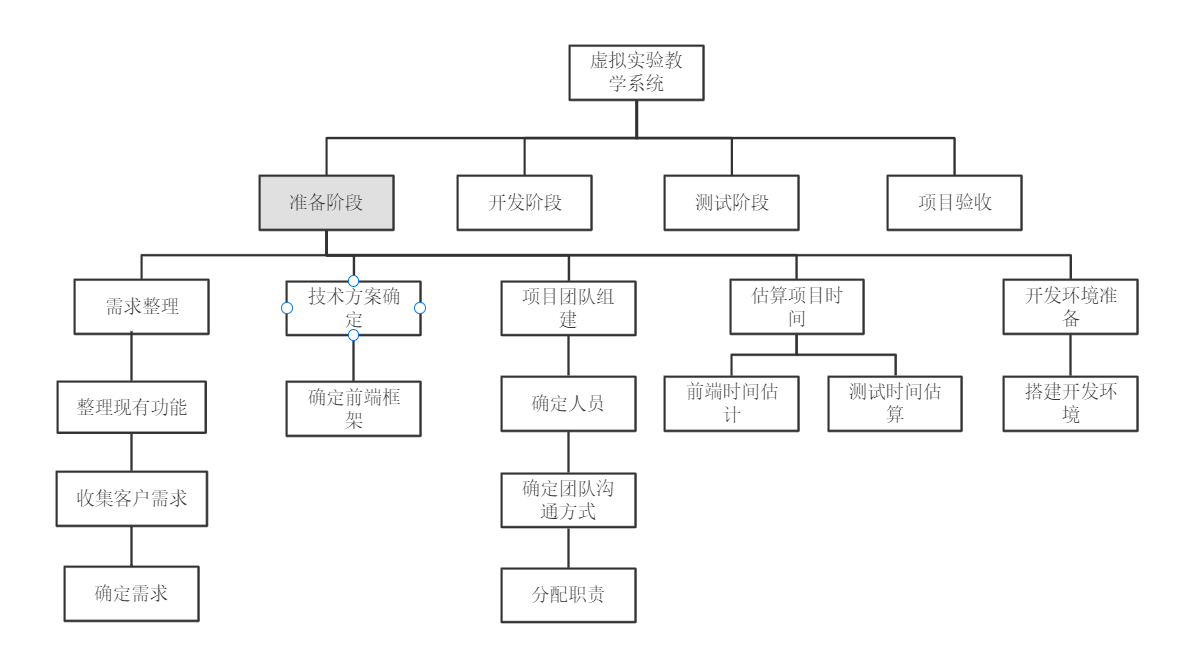 虚拟实验教
学系统
准备阶段
开发阶段
测试阶段
项目验收
需求整理
技术方案确
定
项目团队组
建
估算项目时
间
开发环境准
备
整理现有功能
确定前端框
架
确定人员
前端时间估
计
测试时间估
算
搭建开发环
境
收集客户需求
确定团队沟
通方式
确定需求
分配职责